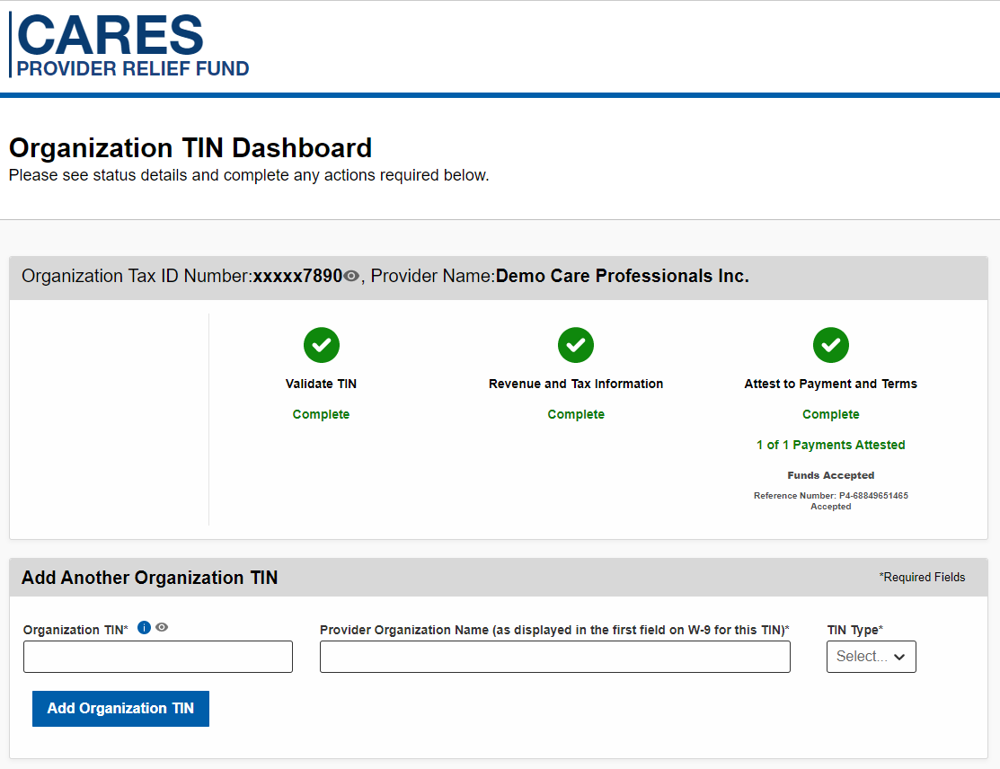 CARES
PROVIDER RELIEF FUND
Organization TIN Dashboard
Please see status details and complete any actions required below.
Organization Tax ID Number:xxxxx7890, Provider Name:Demo Care Professionals Inc.
Validate TIN
Complete
Revenue and Tax Information
Complete
Attest to Payment and Terms
Complete
1 of 1 Payments Attested
Funds Accepted
Reference Number: P4-68849651465
Accepted
Add Another Organization TIN
*Required Fields
Organization TIN*
Provider Organization Name (as displayed in the first field on W-9 for this TIN)*
TIN Type*
Select...
Add Organization TIN